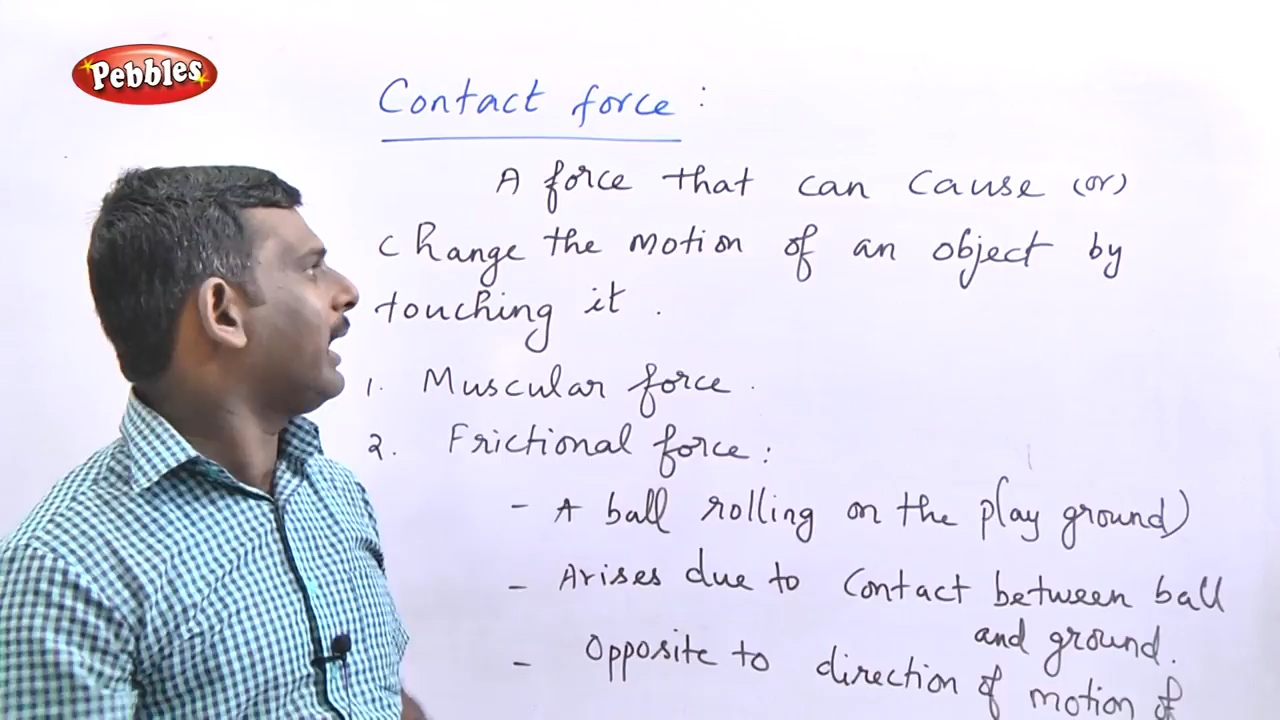 Pebbles
Contact force :
A force that can cause (or)
change the motion of an object by
touching it .
1. Muscular force .
2. Frictional force :
- A ball rolling on the play ground)
- Arises due to contact between ball
and ground.
- Opposite to direction of motion of